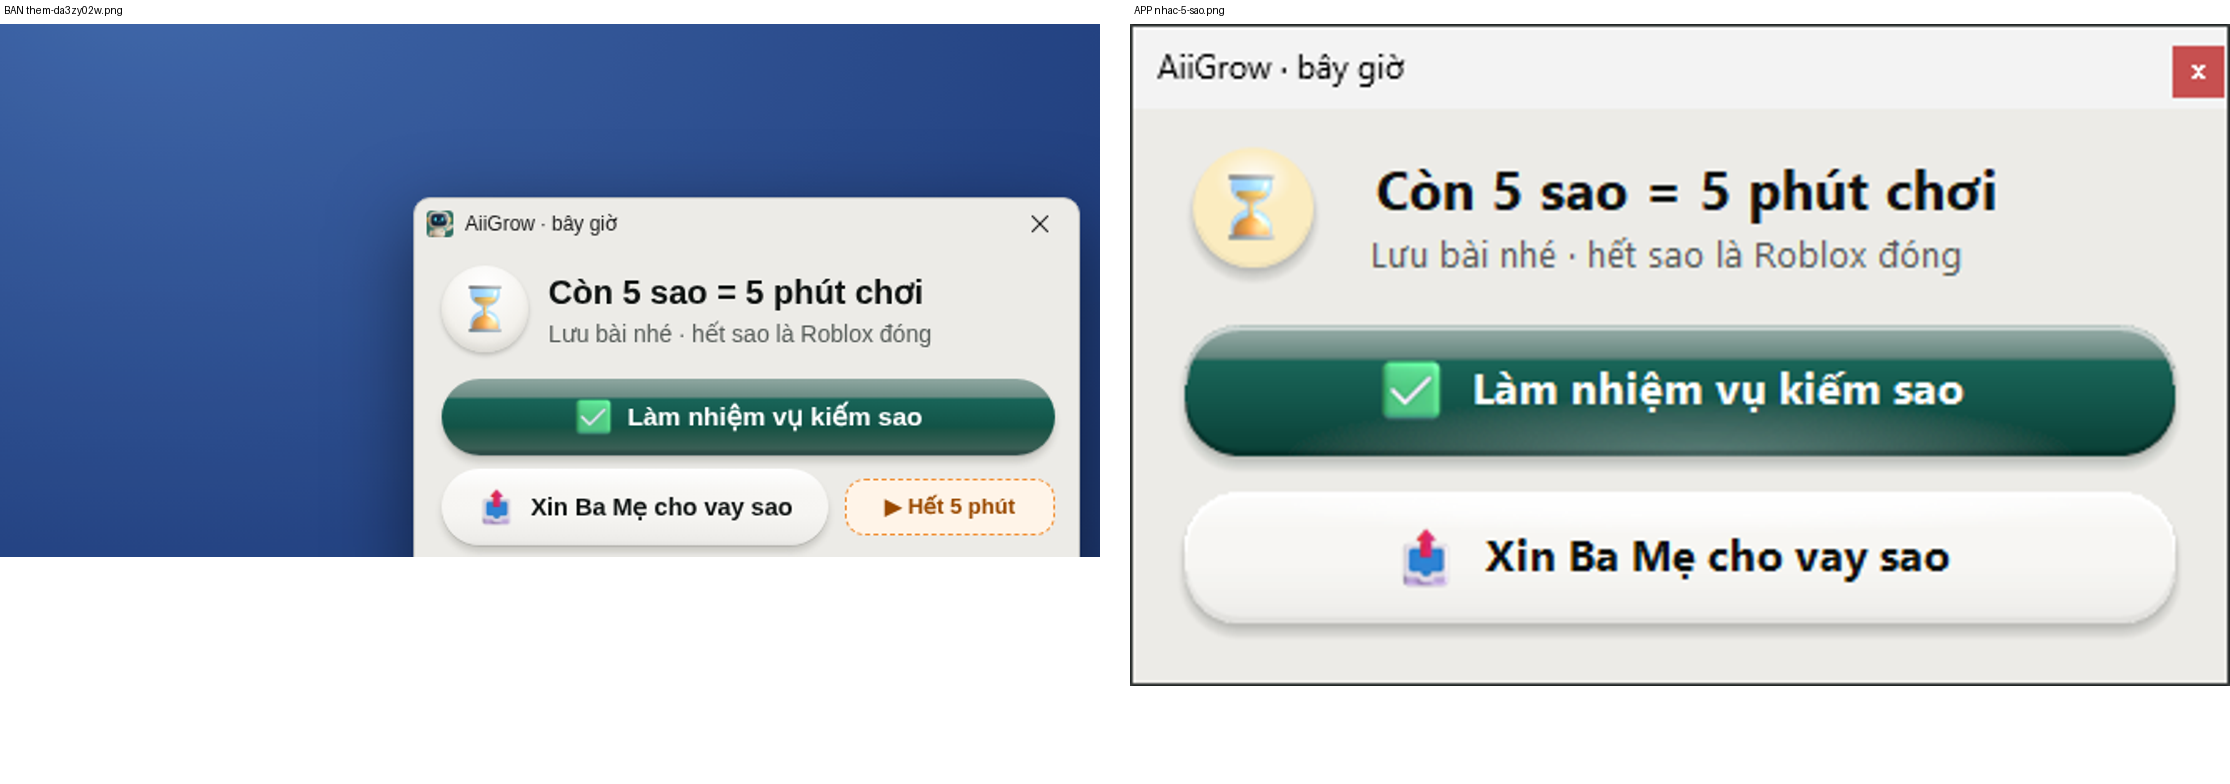 BAN them-da3zy02w.png
AiiGrow · bây giờ
Còn 5 sao = 5 phút chơi
Lưu bài nhé · hết sao là Roblox đóng
Làm nhiệm vụ kiếm sao
Xin Ba Mẹ cho vay sao
▶ Hết 5 phút
APP nhac-5-sao.png
AiiGrow · bây giờ
x
Còn 5 sao = 5 phút chơi
Lưu bài nhé · hết sao là Roblox đóng
Làm nhiệm vụ kiếm sao
Xin Ba Mẹ cho vay sao